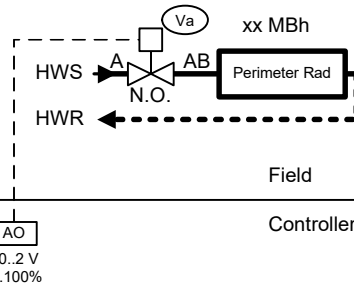 Va
xx MBh
HWS
A
AB
Perimeter Rad
N.O.
HWR
Field
Controller
AO
0..2 V
.100%